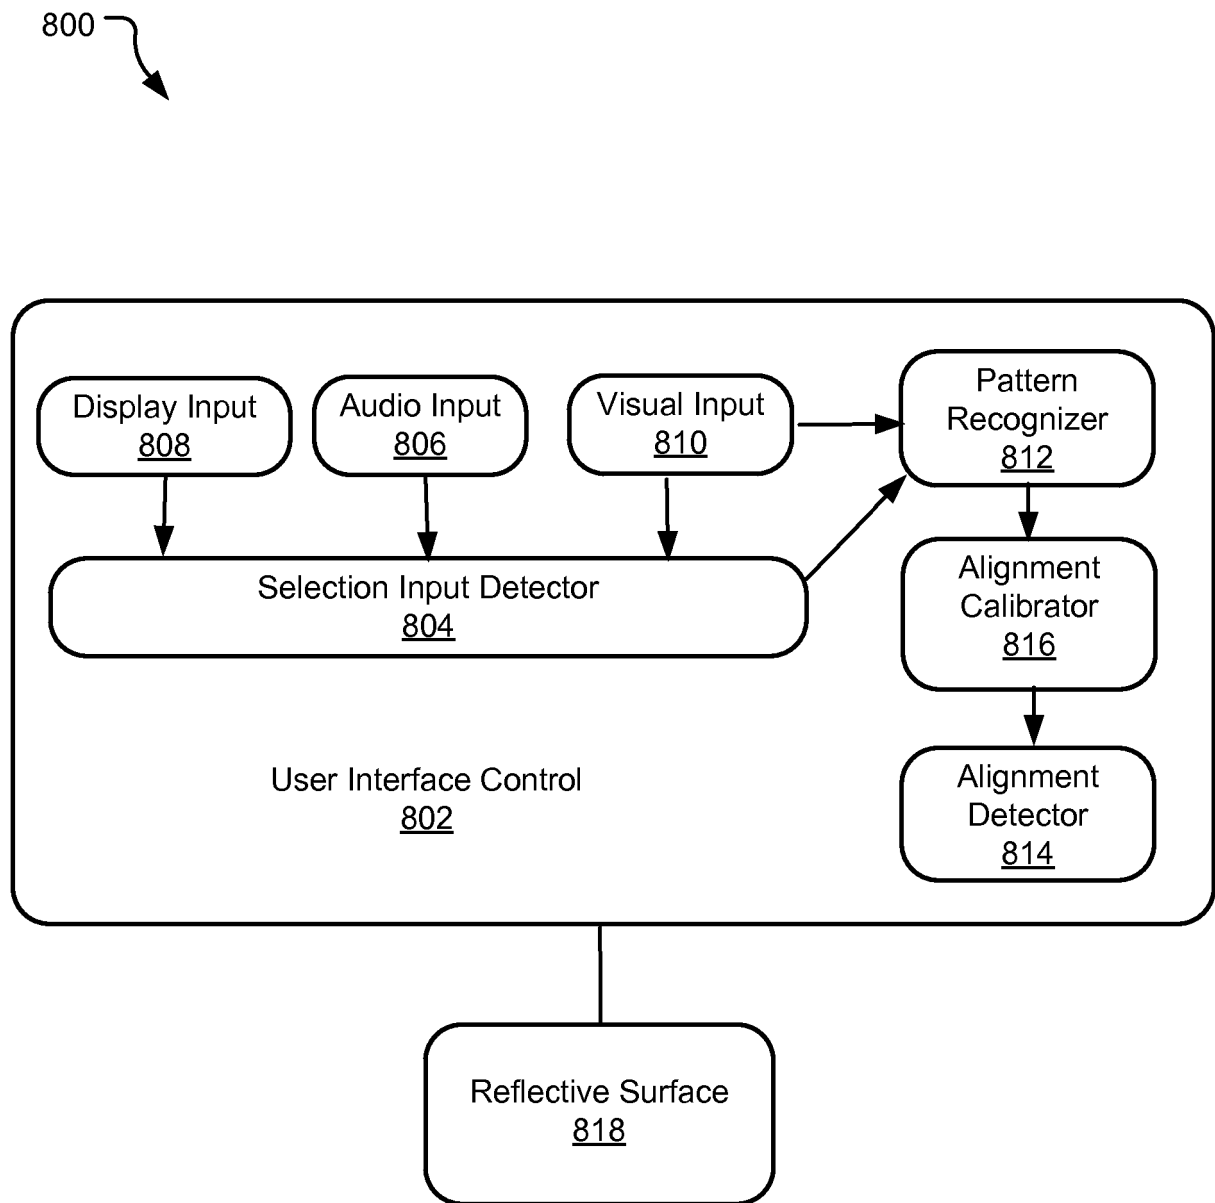 800
Display Input
808
Audio Input
806
Visual Input
810
Pattern
Recognizer
812
Selection Input Detector
804
Alignment
Calibrator
816
User Interface Control
802
Alignment
Detector
814
Reflective Surface
818